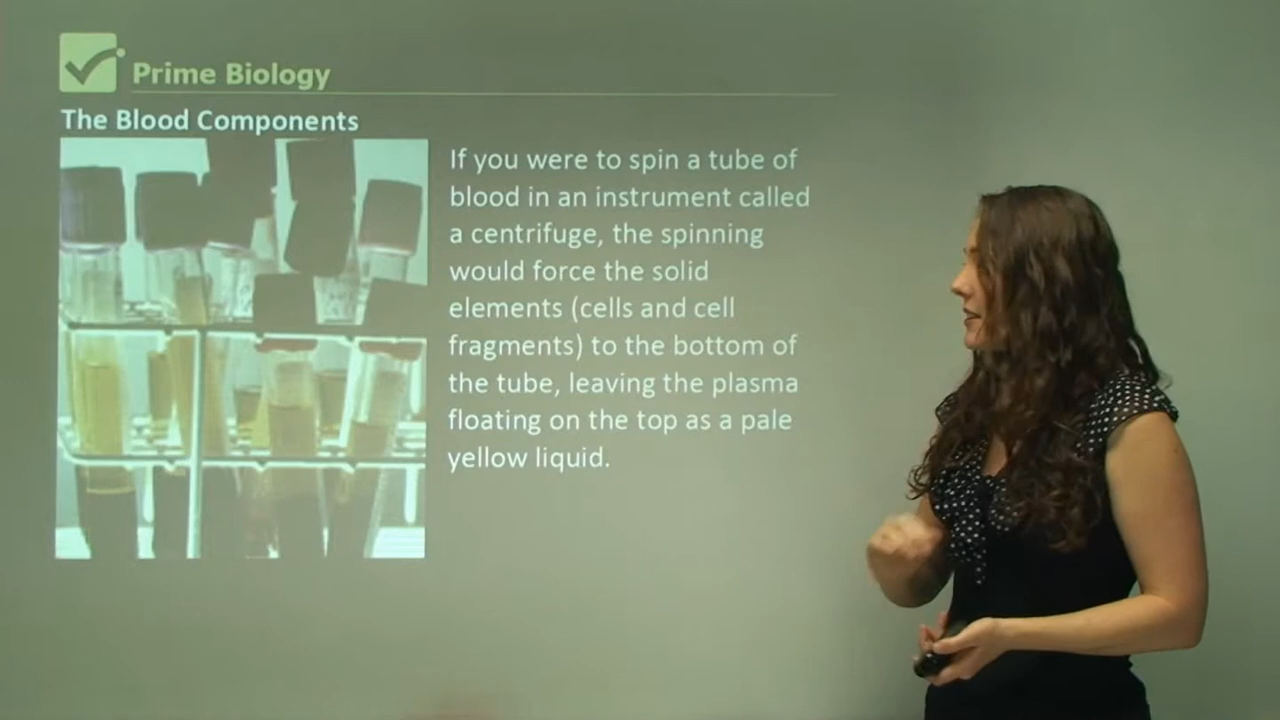 Prime Biology
The Blood Components
If you were to spin a tube of
blood in an instrument called
a centrifuge, the spinning
would force the solid
elements (cells and cell
fragments) to the bottom of
the tube, leaving the plasma
floating on the top as a pale
yellow liquid.